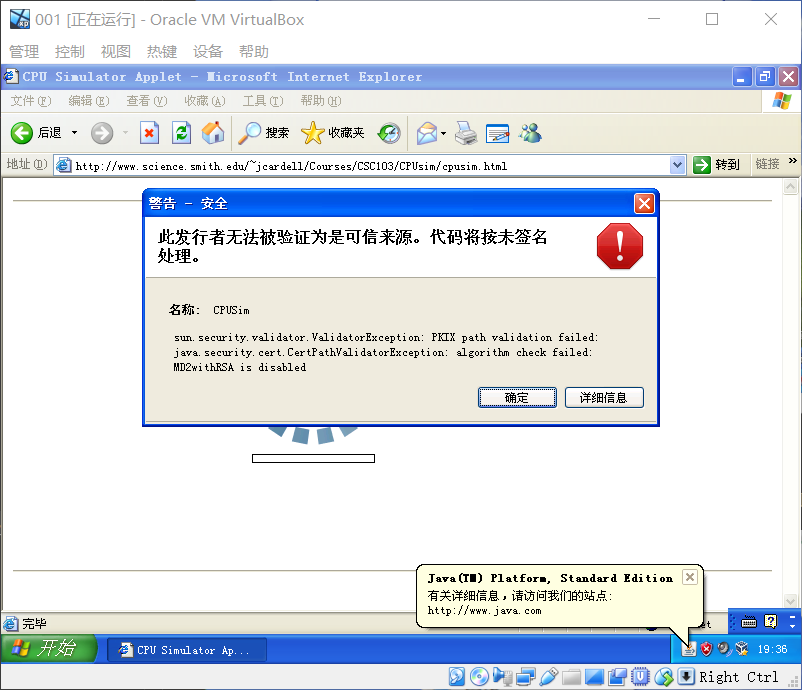 001 [正在运行] - Oracle VM VirtualBox
管理 控制 视图 热键 设备 帮助
CPU Simulator Applet - Microsoft Internet Explorer
文件(F) 编辑(E) 查看(V) 收藏(A) 工具(T) 帮助(H)
后退 搜索 收藏夹
地址(D) http://www.science.smith.edu/~jcardell/Courses/CSC103/CPUsim/cpusim.html 转到 链接 »
警告 - 安全
此发行者无法被验证为是可信来源。代码将按未签名
处理。
名称: CPUSim
sun.security.validator.ValidatorException: PKIX path validation failed:
java.security.cert.CertPathValidatorException: algorithm check failed:
MD2withRSA is disabled
确定 详细信息
Java(TM) Platform, Standard Edition
有关详细信息,请访问我们的站点:
http://www.java.com
完毕 et
开始 CPU Simulator Ap... 19:36
Right Ctrl